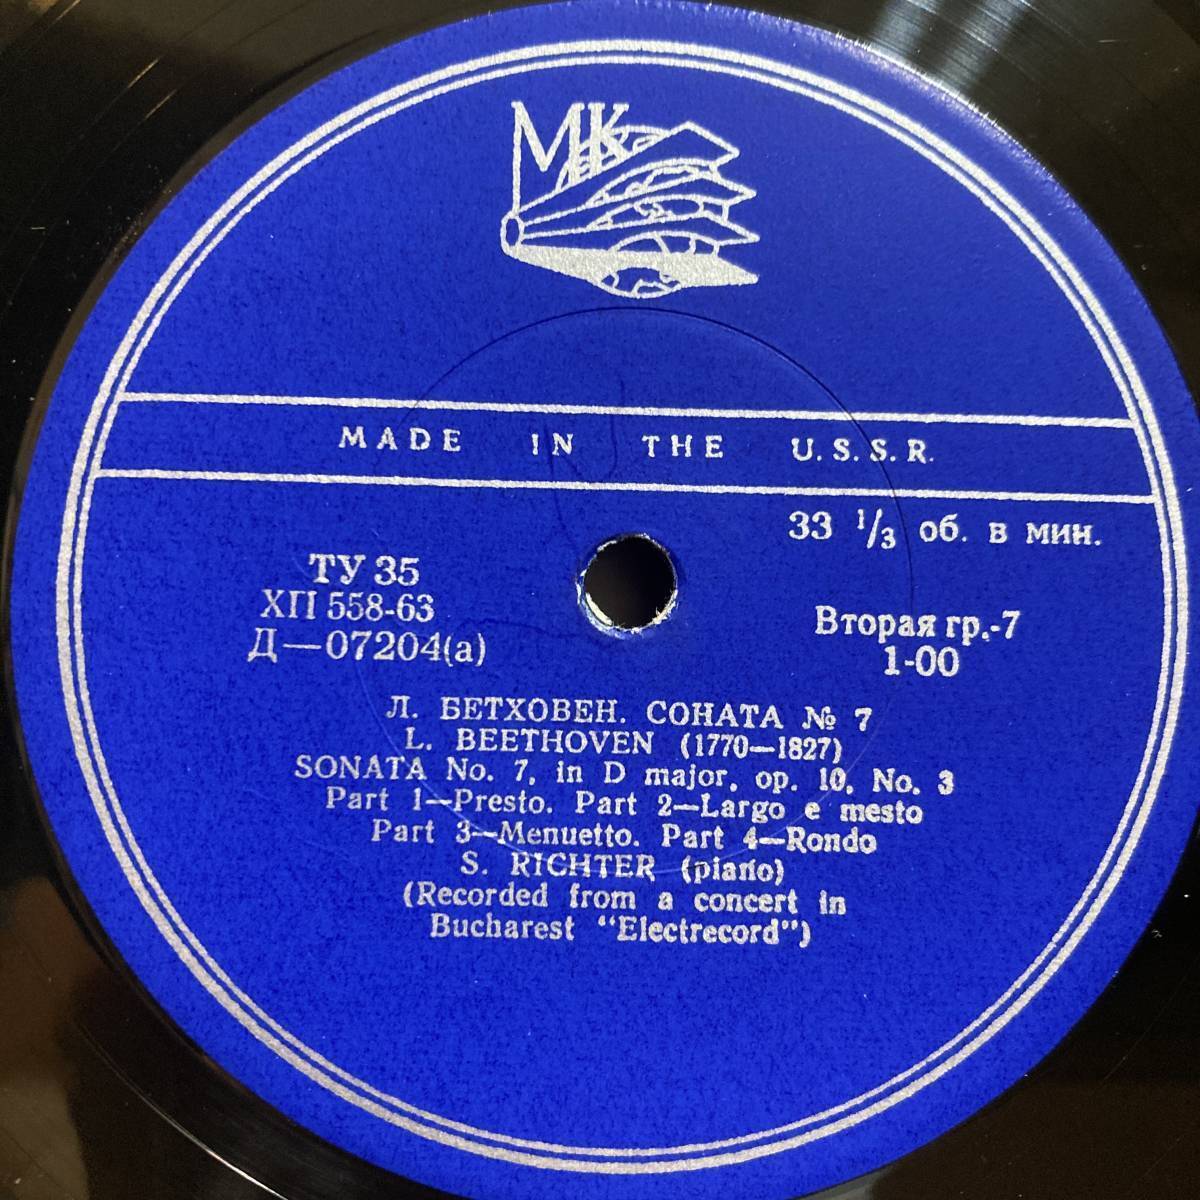 МК
MADE IN THE U.S.S.R.
33 1/3 об. в мин.
ТУ 35
ХП 558-63
Д—07204(а)
Вторая гр.-7
1-00
Л. БЕТХОВЕН. СОНАТА № 7
L. BEETHOVEN (1770—1827)
SONATA No. 7, in D major, op. 10, No. 3
Part 1—Presto. Part 2—Largo e mesto
Part 3—Menuetto. Part 4—Rondo
S. RICHTER (piano)
(Recorded from a concert in
Bucharest “Electrecord”)